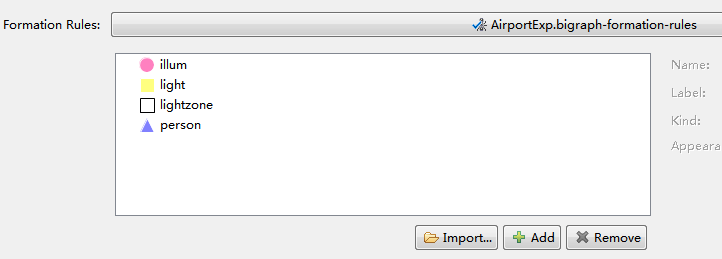 Formation Rules: AirportExp.bigraph-formation-rules
illum Name:
light Label:
lightzone Kind:
person Appeara
Import... Add Remove